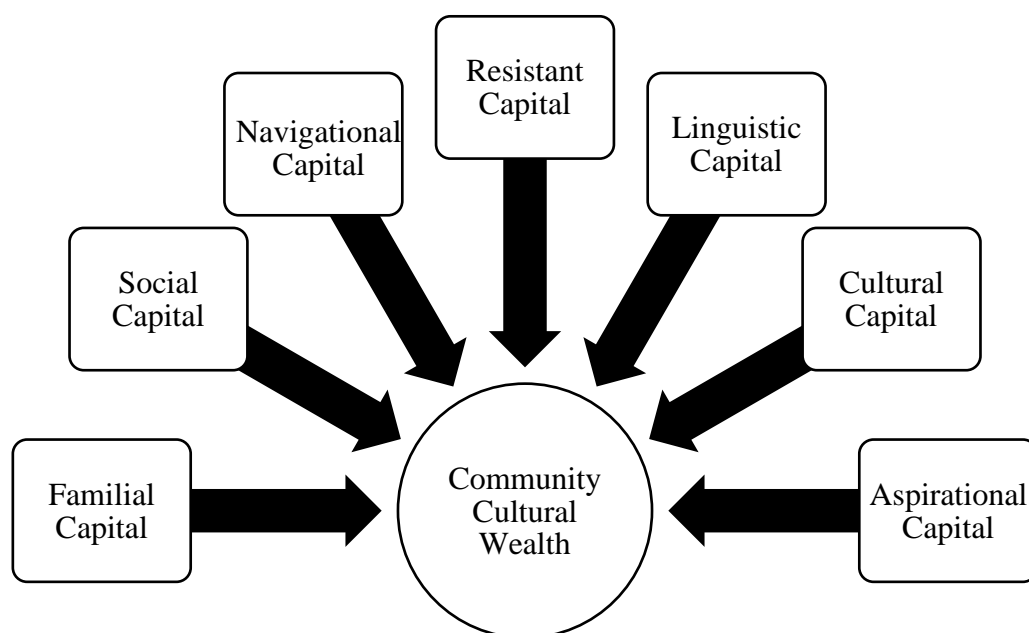 Resistant
Capital
Navigational
Capital
Linguistic
Capital
Social
Capital
Cultural
Capital
Familial
Capital
Community
Cultural
Wealth
Aspirational
Capital